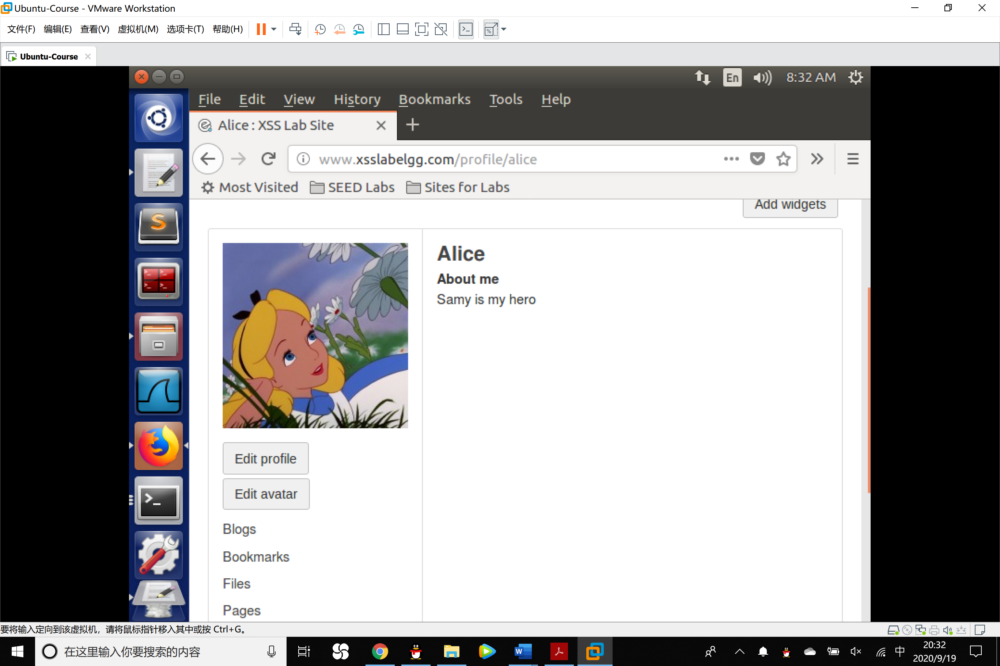 Ubuntu-Course - VMware Workstation
文件(F) 编辑(E) 查看(V) 虚拟机(M) 选项卡(T) 帮助(H)
Ubuntu-Course
En 8:32 AM
File Edit View History Bookmarks Tools Help
Alice : XSS Lab Site
www.xsslabelgg.com/profile/alice
Most Visited SEED Labs Sites for Labs
Add widgets
Alice
About me
Samy is my hero
Edit profile
Edit avatar
Blogs
Bookmarks
Files
Pages
要将输入定向到该虚拟机，请将鼠标指针移入其中或按 Ctrl+G。
在这里输入你要搜索的内容
中
20:32
2020/9/19